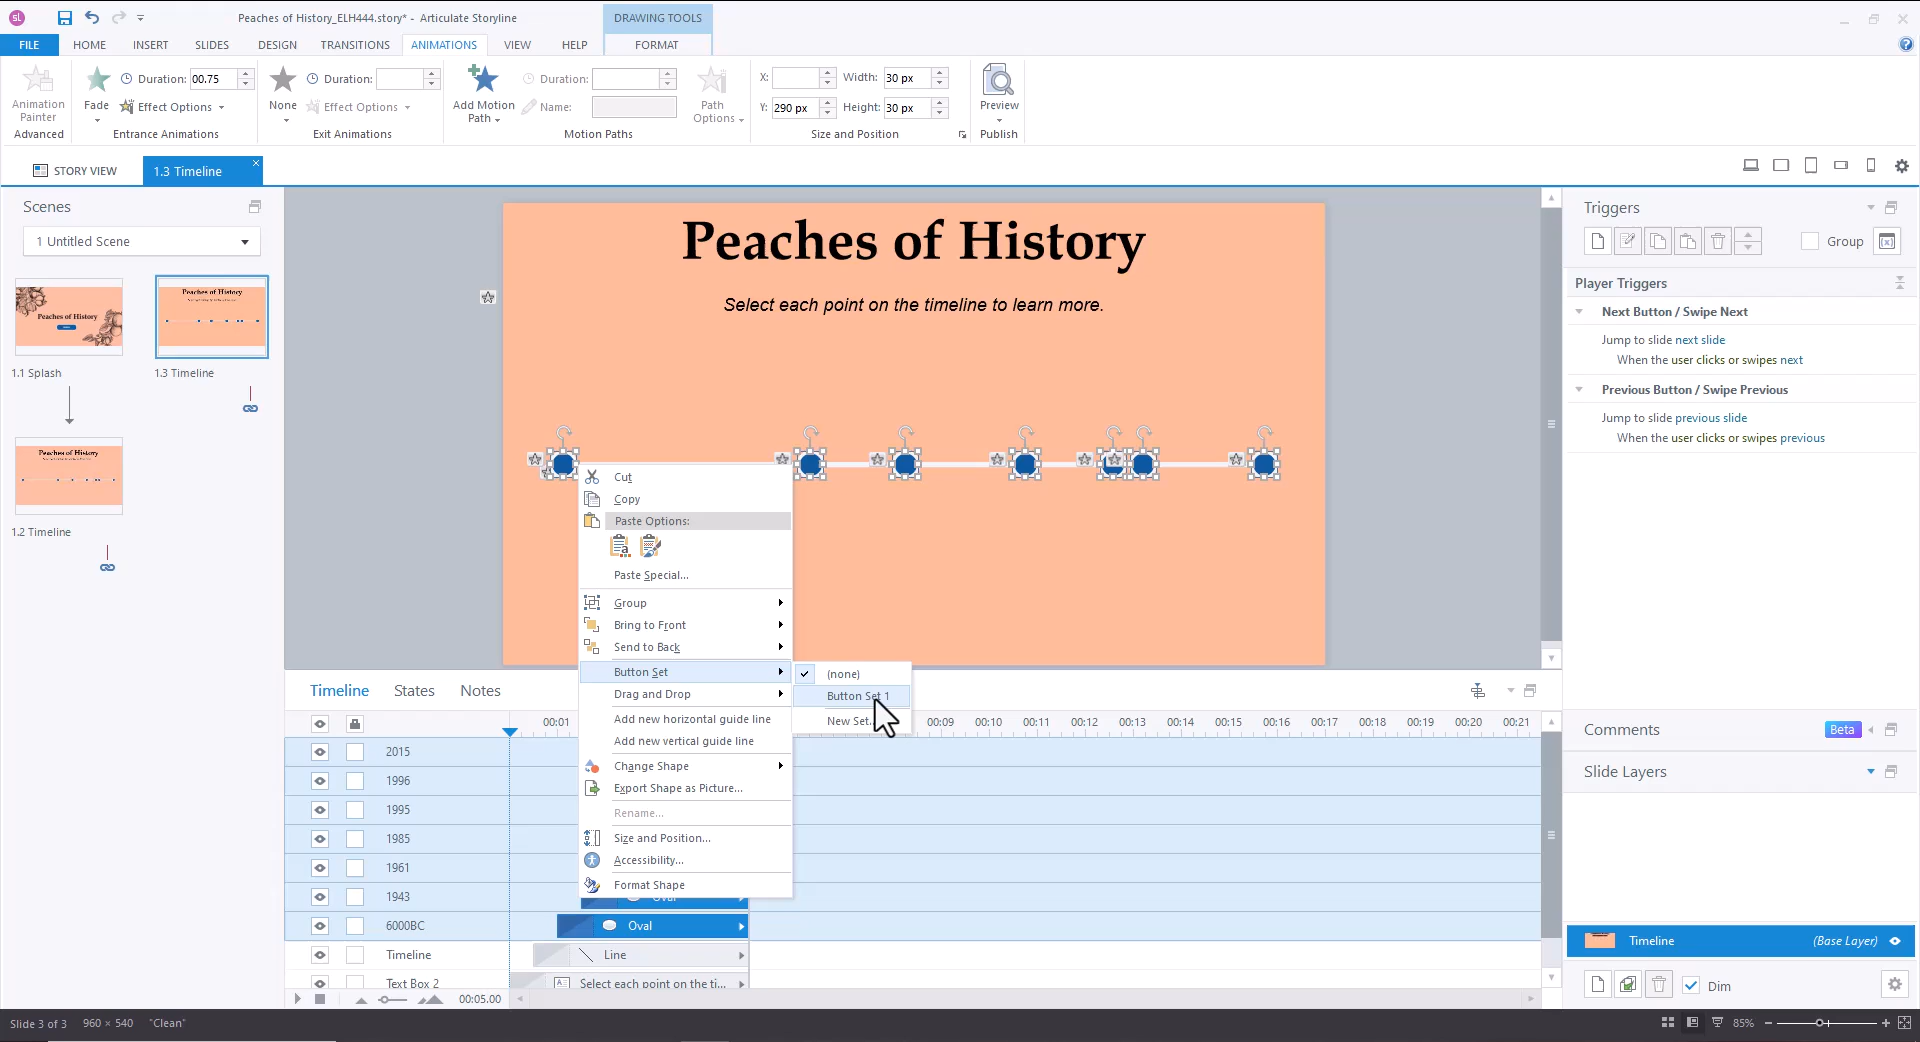 Peaches of History_ELH444.story* - Articulate Storyline
DRAWING TOOLS
FILE HOME INSERT SLIDES DESIGN TRANSITIONS ANIMATIONS VIEW HELP FORMAT
Animation Painter
Advanced
Fade
Duration: 00.75
Effect Options
Entrance Animations
None
Duration:
Effect Options
Exit Animations
Add Motion Path
Duration:
Name:
Path Options
Motion Paths
X: Width: 30 px
Y: 290 px Height: 30 px
Size and Position
Preview
Publish
STORY VIEW
1.3 Timeline
Scenes
1 Untitled Scene
Peaches of History
1.1 Splash
Peaches of History
1.3 Timeline
Peaches of History
1.2 Timeline
Peaches of History
Select each point on the timeline to learn more.
Cut
Copy
Paste Options:
Paste Special...
Group
Bring to Front
Send to Back
Button Set
Drag and Drop
Add new horizontal guide line
Add new vertical guide line
Change Shape
Export Shape as Picture...
Rename...
Size and Position...
Accessibility...
Format Shape
(none)
Button Set 1
New Set
Timeline States Notes
00:01 00:09 00:10 00:11 00:12 00:13 00:14 00:15 00:16 00:17 00:18 00:19 00:20 00:21
2015
1996
1995
1985
1961
1943 Oval
6000BC Oval
Timeline Line
Text Box 2 Select each point on the ti...
00:05.00
Triggers
Group
Player Triggers
Next Button / Swipe Next
Jump to slide next slide
When the user clicks or swipes next
Previous Button / Swipe Previous
Jump to slide previous slide
When the user clicks or swipes previous
Comments Beta
Slide Layers
Timeline (Base Layer)
Dim
Slide 3 of 3 960 × 540 "Clean" 85%